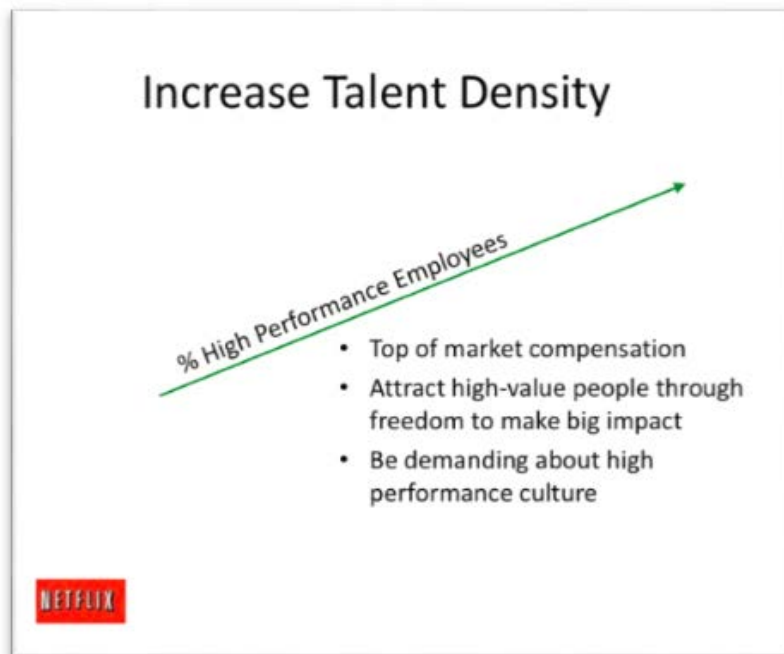 Increase Talent Density
% High Performance Employees
• Top of market compensation
• Attract high-value people through
freedom to make big impact
• Be demanding about high
performance culture
NETFLIX